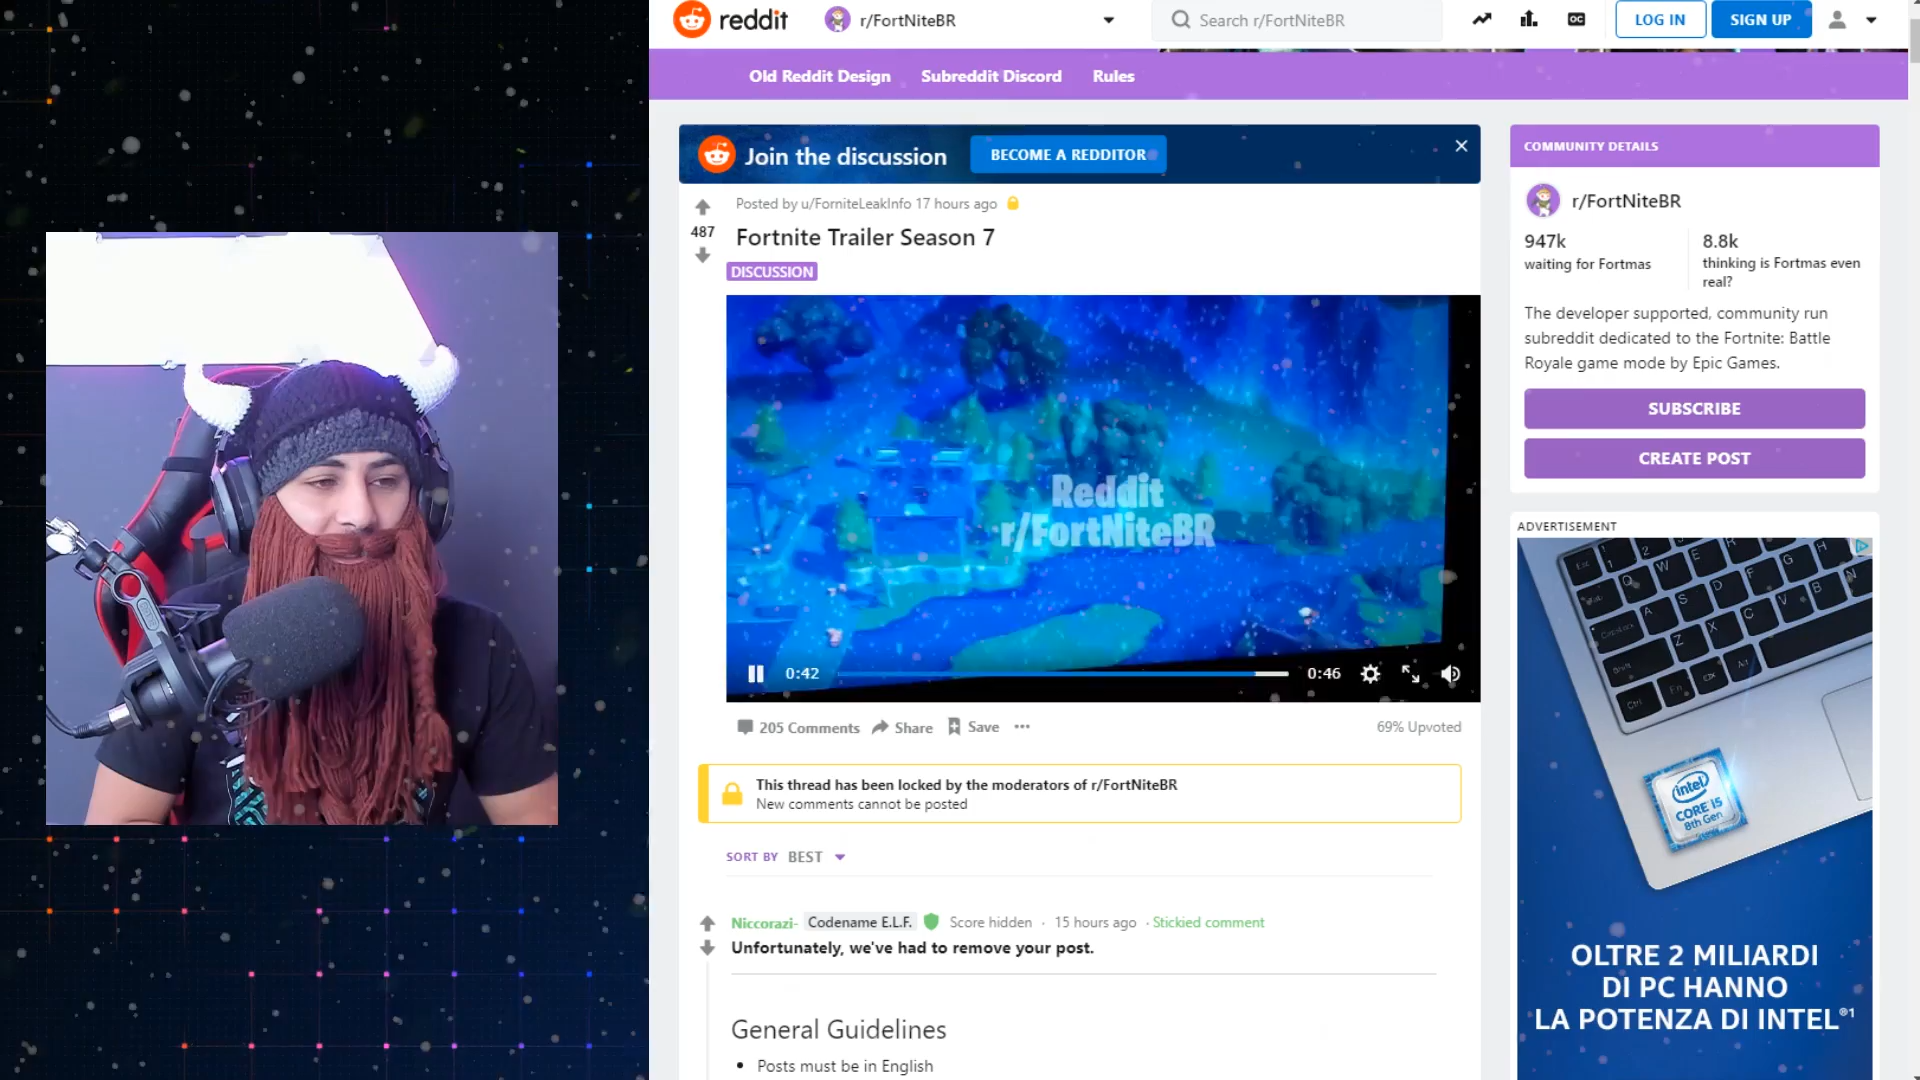 reddit
r/FortNiteBR
Search r/FortNiteBR
LOG IN
SIGN UP
Old Reddit Design
Subreddit Discord
Rules
Join the discussion
BECOME A REDDITOR
Posted by u/ForniteLeakInfo 17 hours ago
487
Fortnite Trailer Season 7
DISCUSSION
Reddit
r/FortNiteBR
0:42
0:46
205 Comments
Share
Save
69% Upvoted
This thread has been locked by the moderators of r/FortNiteBR
New comments cannot be posted
SORT BY BEST
Niccorazi- Codename E.L.F. Score hidden · 15 hours ago · Stickied comment
Unfortunately, we've had to remove your post.
General Guidelines
• Posts must be in English
COMMUNITY DETAILS
r/FortNiteBR
947k
waiting for Fortmas
8.8k
thinking is Fortmas even
real?
The developer supported, community run
subreddit dedicated to the Fortnite: Battle
Royale game mode by Epic Games.
SUBSCRIBE
CREATE POST
ADVERTISEMENT
intel
CORE i5
8th Gen
OLTRE 2 MILIARDI
DI PC HANNO
LA POTENZA DI INTEL®¹